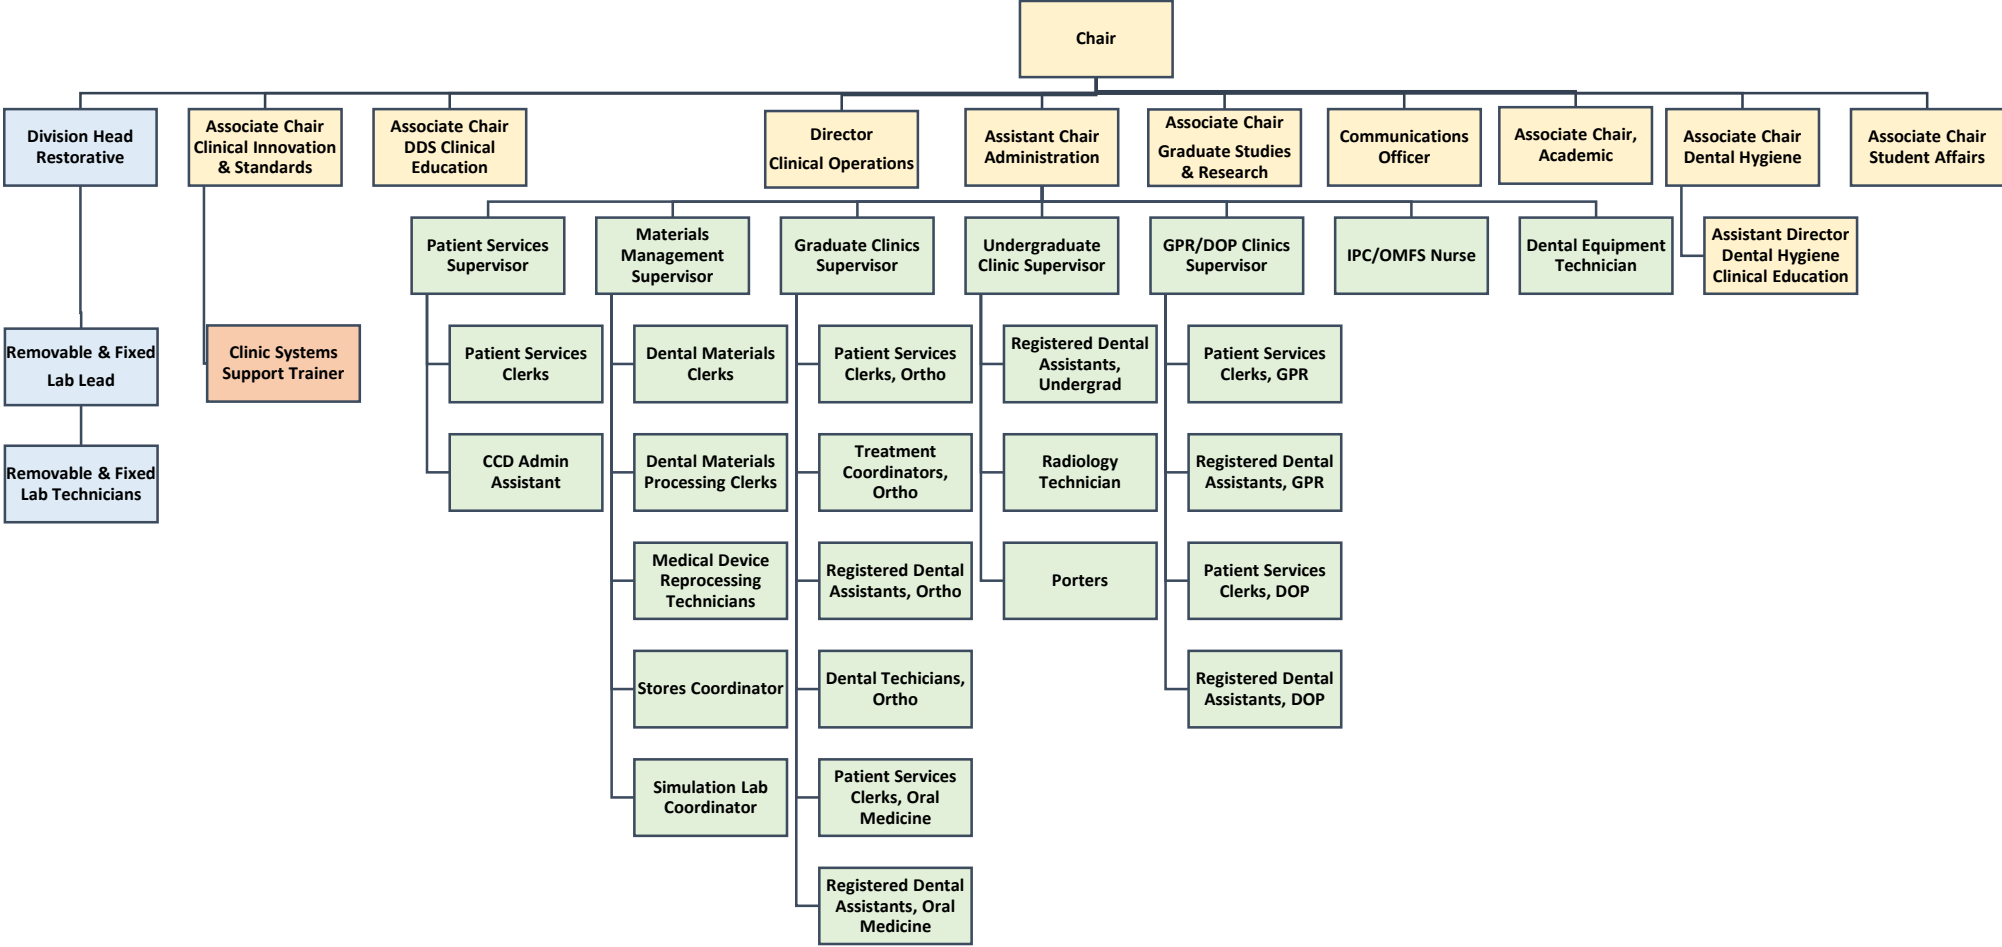 Chair
Division Head
Restorative
Associate Chair
Clinical Innovation
& Standards
Associate Chair
DDS Clinical
Education
Director
Clinical Operations
Assistant Chair
Administration
Associate Chair
Graduate Studies
& Research
Communications
Officer
Associate Chair,
Academic
Associate Chair
Dental Hygiene
Associate Chair
Student Affairs
Patient Services
Supervisor
Materials
Management
Supervisor
Graduate Clinics
Supervisor
Undergraduate
Clinic Supervisor
GPR/DOP Clinics
Supervisor
IPC/OMFS Nurse
Dental Equipment
Technician
Assistant Director
Dental Hygiene
Clinical Education
Removable & Fixed
Lab Lead
Clinic Systems
Support Trainer
Patient Services
Clerks
Dental Materials
Clerks
Patient Services
Clerks, Ortho
Registered Dental
Assistants,
Undergrad
Patient Services
Clerks, GPR
Removable & Fixed
Lab Technicians
CCD Admin
Assistant
Dental Materials
Processing Clerks
Treatment
Coordinators,
Ortho
Radiology
Technician
Registered Dental
Assistants, GPR
Medical Device
Reprocessing
Technicians
Registered Dental
Assistants, Ortho
Porters
Patient Services
Clerks, DOP
Stores Coordinator
Dental Techicians,
Ortho
Registered Dental
Assistants, DOP
Simulation Lab
Coordinator
Patient Services
Clerks, Oral
Medicine
Registered Dental
Assistants, Oral
Medicine